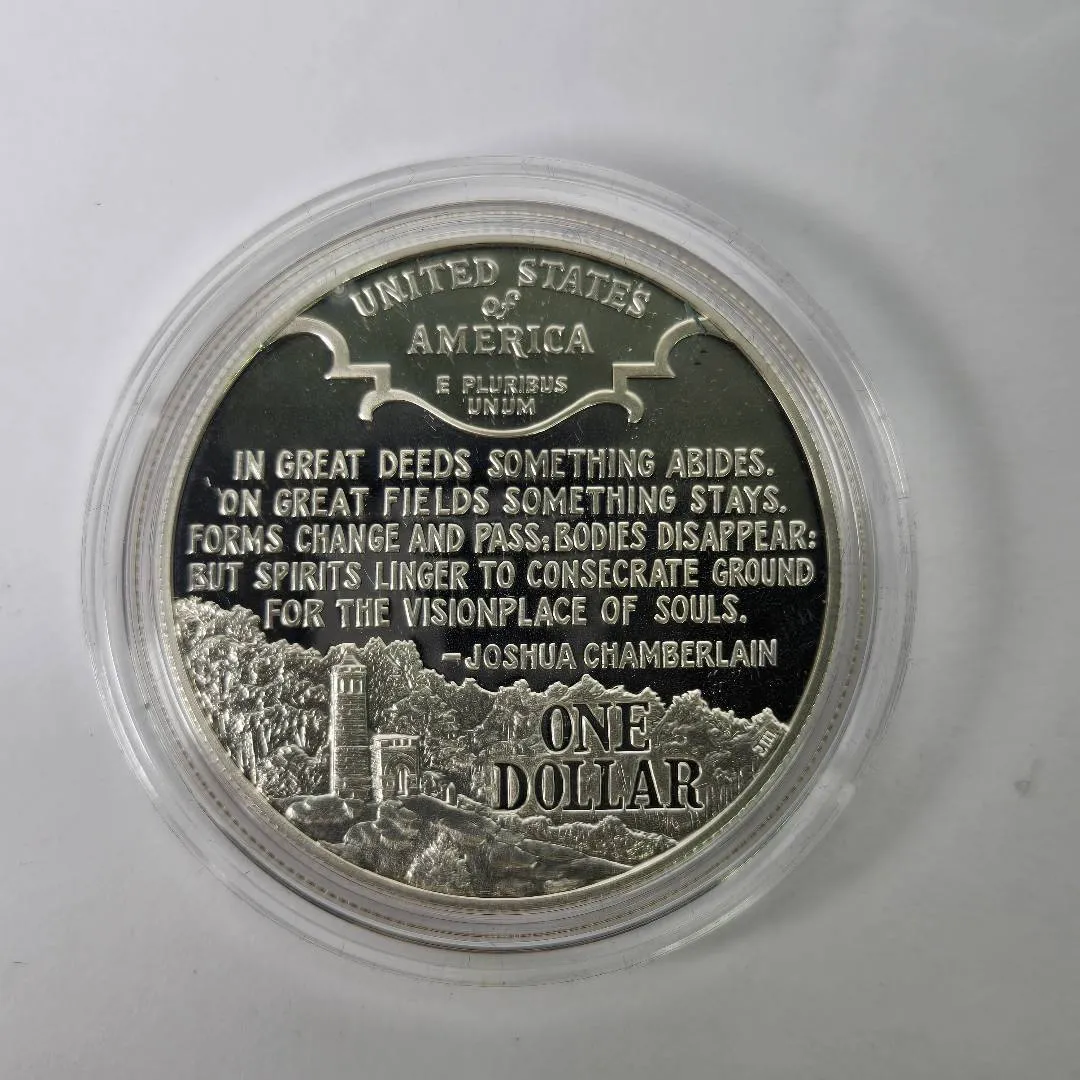 UNITED STATES
of
AMERICA
E PLURIBUS
UNUM
IN GREAT DEEDS SOMETHING ABIDES.
ON GREAT FIELDS SOMETHING STAYS.
FORMS CHANGE AND PASS; BODIES DISAPPEAR;
BUT SPIRITS LINGER TO CONSECRATE GROUND
FOR THE VISIONPLACE OF SOULS.
-JOSHUA CHAMBERLAIN
ONE
DOLLAR
J.M.